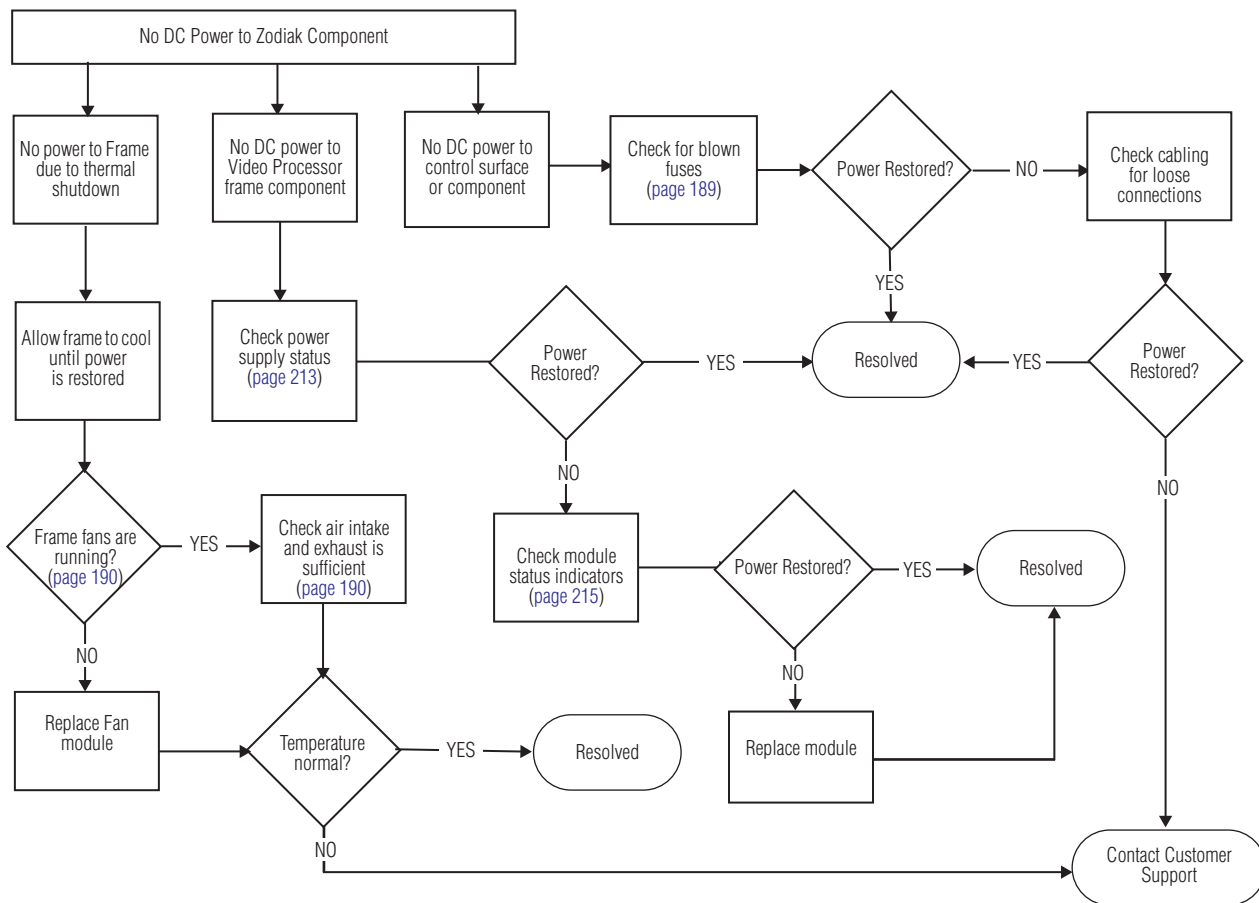 No DC Power to Zodiak Component
No power to Frame
due to thermal
shutdown
No DC power to
Video Processor
frame component
No DC power to
control surface
or component
Check for blown
fuses
(page 189)
Power Restored?
NO
Check cabling
for loose
connections
YES
Allow frame to cool
until power
is restored
Check power
supply status
(page 213)
Power
Restored?
YES
Resolved
YES
Power
Restored?
NO
NO
Frame fans are
running?
(page 190)
YES
Check air intake
and exhaust is
sufficient
(page 190)
Check module
status indicators
(page 215)
Power Restored?
YES
Resolved
NO
NO
Replace Fan
module
Temperature
normal?
YES
Resolved
Replace module
NO
Contact Customer
Support